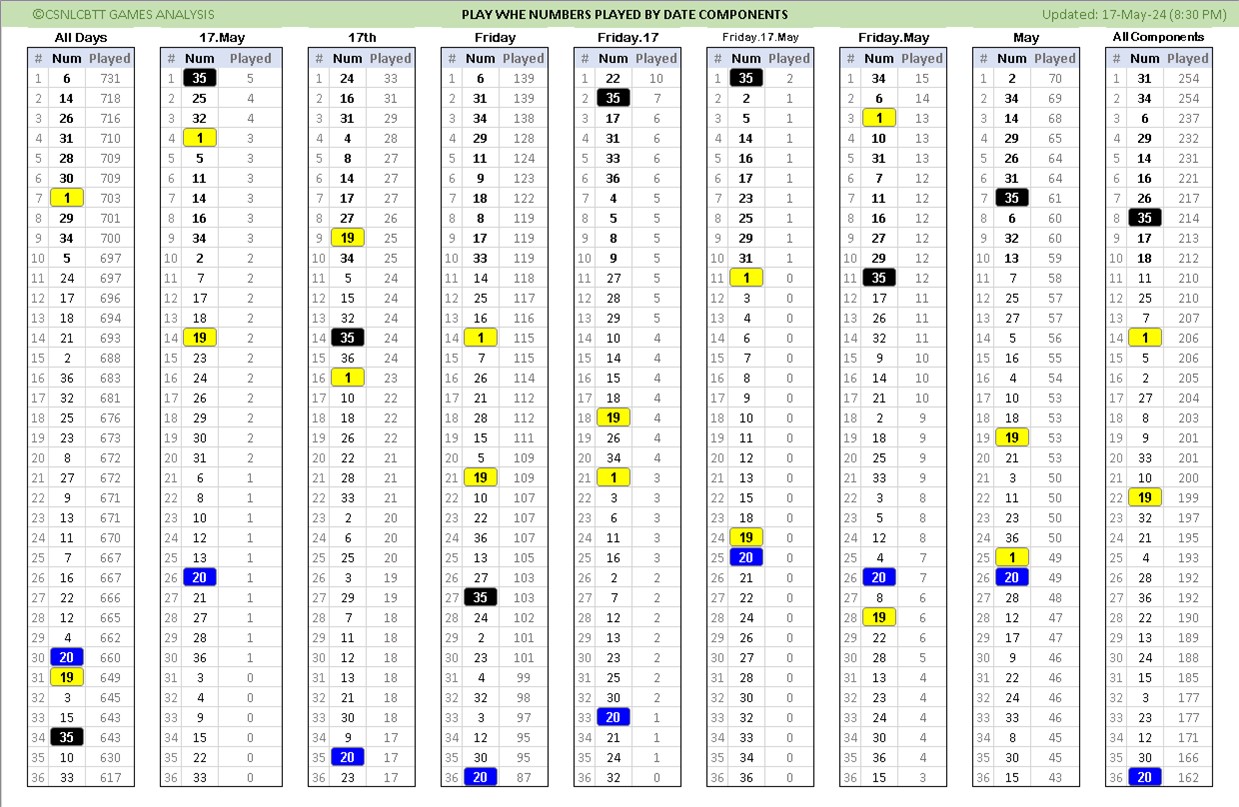 ©CSNLCBTT GAMES ANALYSIS PLAY WHE NUMBERS PLAYED BY DATE COMPONENTS Updated: 17-May-24 (8:30 PM)
All Days 17.May 17th Friday Friday.17 Friday.17.May Friday.May May All Components
# Num Played # Num Played # Num Played # Num Played # Num Played # Num Played # Num Played # Num Played # Num Played
1 6 731 1 35 5 1 24 33 1 6 139 1 22 10 1 35 2 1 34 15 1 2 70 1 31 254
2 14 718 2 25 4 2 16 31 2 31 139 2 35 7 2 2 1 2 6 14 2 34 69 2 34 254
3 26 716 3 32 4 3 31 29 3 34 138 3 17 6 3 5 1 3 1 13 3 14 68 3 6 237
4 31 710 4 1 3 4 4 28 4 29 128 4 31 6 4 14 1 4 10 13 4 29 65 4 29 232
5 28 709 5 5 3 5 8 27 5 11 124 5 33 6 5 16 1 5 31 13 5 26 64 5 14 231
6 30 709 6 11 3 6 14 27 6 9 123 6 36 6 6 17 1 6 7 12 6 31 64 6 16 221
7 1 703 7 14 3 7 17 27 7 18 122 7 4 5 7 23 1 7 11 12 7 35 61 7 26 217
8 29 701 8 16 3 8 27 26 8 8 119 8 5 5 8 25 1 8 16 12 8 6 60 8 35 214
9 34 700 9 34 3 9 19 25 9 17 119 9 8 5 9 29 1 9 27 12 9 32 60 9 17 213
10 5 697 10 2 2 10 34 25 10 33 119 10 9 5 10 31 1 10 29 12 10 13 59 10 18 212
11 24 697 11 7 2 11 5 24 11 14 118 11 27 5 11 1 0 11 35 12 11 7 58 11 11 210
12 17 696 12 17 2 12 15 24 12 25 117 12 28 5 12 3 0 12 17 11 12 25 57 12 25 210
13 18 694 13 18 2 13 32 24 13 16 116 13 29 5 13 4 0 13 26 11 13 27 57 13 7 207
14 21 693 14 19 2 14 35 24 14 1 115 14 10 4 14 6 0 14 32 11 14 5 56 14 1 206
15 2 688 15 23 2 15 36 24 15 7 115 15 14 4 15 7 0 15 9 10 15 16 55 15 5 206
16 36 683 16 24 2 16 1 23 16 26 114 16 15 4 16 8 0 16 14 10 16 4 54 16 2 205
17 32 681 17 26 2 17 10 22 17 21 112 17 18 4 17 9 0 17 21 10 17 10 53 17 27 204
18 25 676 18 29 2 18 18 22 18 28 112 18 19 4 18 10 0 18 2 9 18 18 53 18 8 203
19 23 673 19 30 2 19 26 22 19 15 111 19 26 4 19 11 0 19 18 9 19 19 53 19 9 201
20 8 672 20 31 2 20 22 21 20 5 109 20 34 4 20 12 0 20 25 9 20 21 53 20 33 201
21 27 672 21 6 1 21 28 21 21 19 109 21 1 3 21 13 0 21 33 9 21 3 50 21 10 200
22 9 671 22 8 1 22 33 21 22 10 107 22 3 3 22 15 0 22 3 8 22 11 50 22 19 199
23 13 671 23 10 1 23 2 20 23 22 107 23 6 3 23 18 0 23 5 8 23 23 50 23 32 197
24 11 670 24 12 1 24 6 20 24 36 107 24 11 3 24 19 0 24 12 8 24 36 50 24 21 195
25 7 667 25 13 1 25 25 20 25 13 105 25 16 3 25 20 0 25 4 7 25 1 49 25 4 193
26 16 667 26 20 1 26 3 19 26 27 103 26 2 2 26 21 0 26 20 7 26 20 49 26 28 192
27 22 666 27 21 1 27 29 19 27 35 103 27 7 2 27 22 0 27 8 6 27 28 48 27 36 192
28 12 665 28 27 1 28 7 18 28 24 102 28 12 2 28 24 0 28 19 6 28 12 47 28 22 190
29 4 662 29 28 1 29 11 18 29 2 101 29 13 2 29 26 0 29 22 6 29 17 47 29 13 189
30 20 660 30 36 1 30 12 18 30 23 101 30 23 2 30 27 0 30 28 5 30 9 46 30 24 188
31 19 649 31 3 0 31 13 18 31 4 99 31 25 2 31 28 0 31 13 4 31 22 46 31 15 185
32 3 645 32 4 0 32 21 18 32 32 98 32 30 2 32 30 0 32 23 4 32 24 46 32 3 177
33 15 643 33 9 0 33 30 18 33 3 97 33 20 1 33 32 0 33 24 4 33 33 46 33 23 177
34 35 643 34 15 0 34 9 17 34 12 95 34 21 1 34 33 0 34 30 4 34 8 45 34 12 171
35 10 630 35 22 0 35 20 17 35 30 95 35 24 1 35 34 0 35 36 4 35 30 45 35 30 166
36 33 617 36 33 0 36 23 17 36 20 87 36 32 0 36 36 0 36 15 3 36 15 43 36 20 162